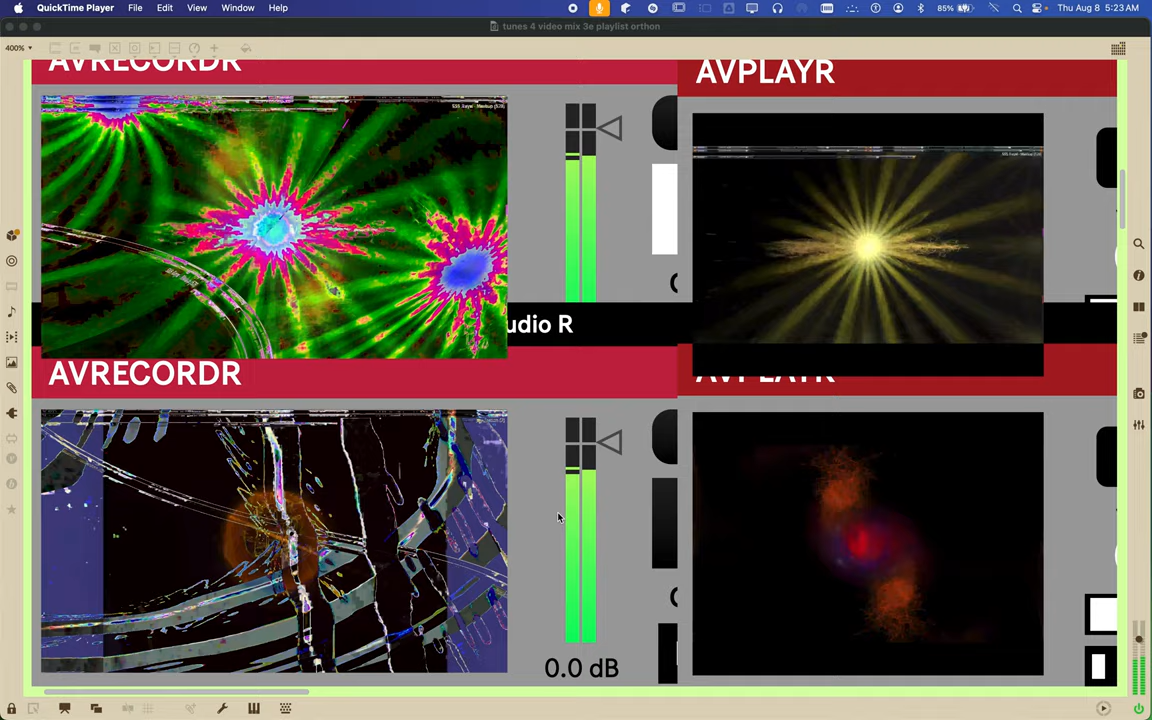 QuickTime Player File Edit View Window Help 85% Thu Aug 8 5:23 AM
tunes 4 video mix 3e playlist orthon
400%
AVRECORDR
AVPLAYR
udio R
AVRECORDR
AVPLAYR
0.0 dB